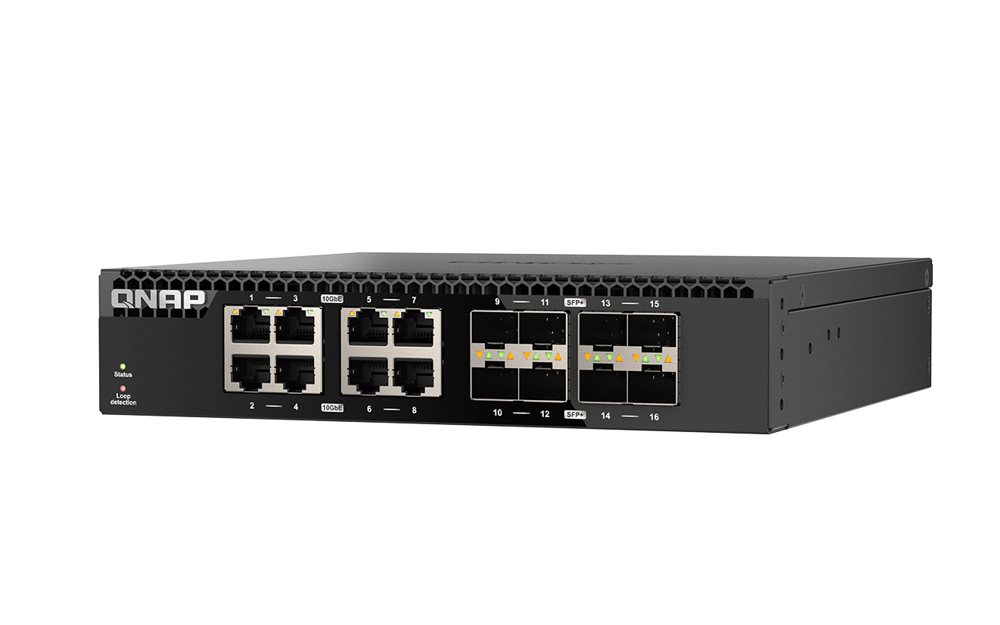 QNAP
1 3 10GbE 5 7 9 11 SFP+ 13 15
Status
Loop
detection
2 4 10GbE 6 8 10 12 SFP+ 14 16